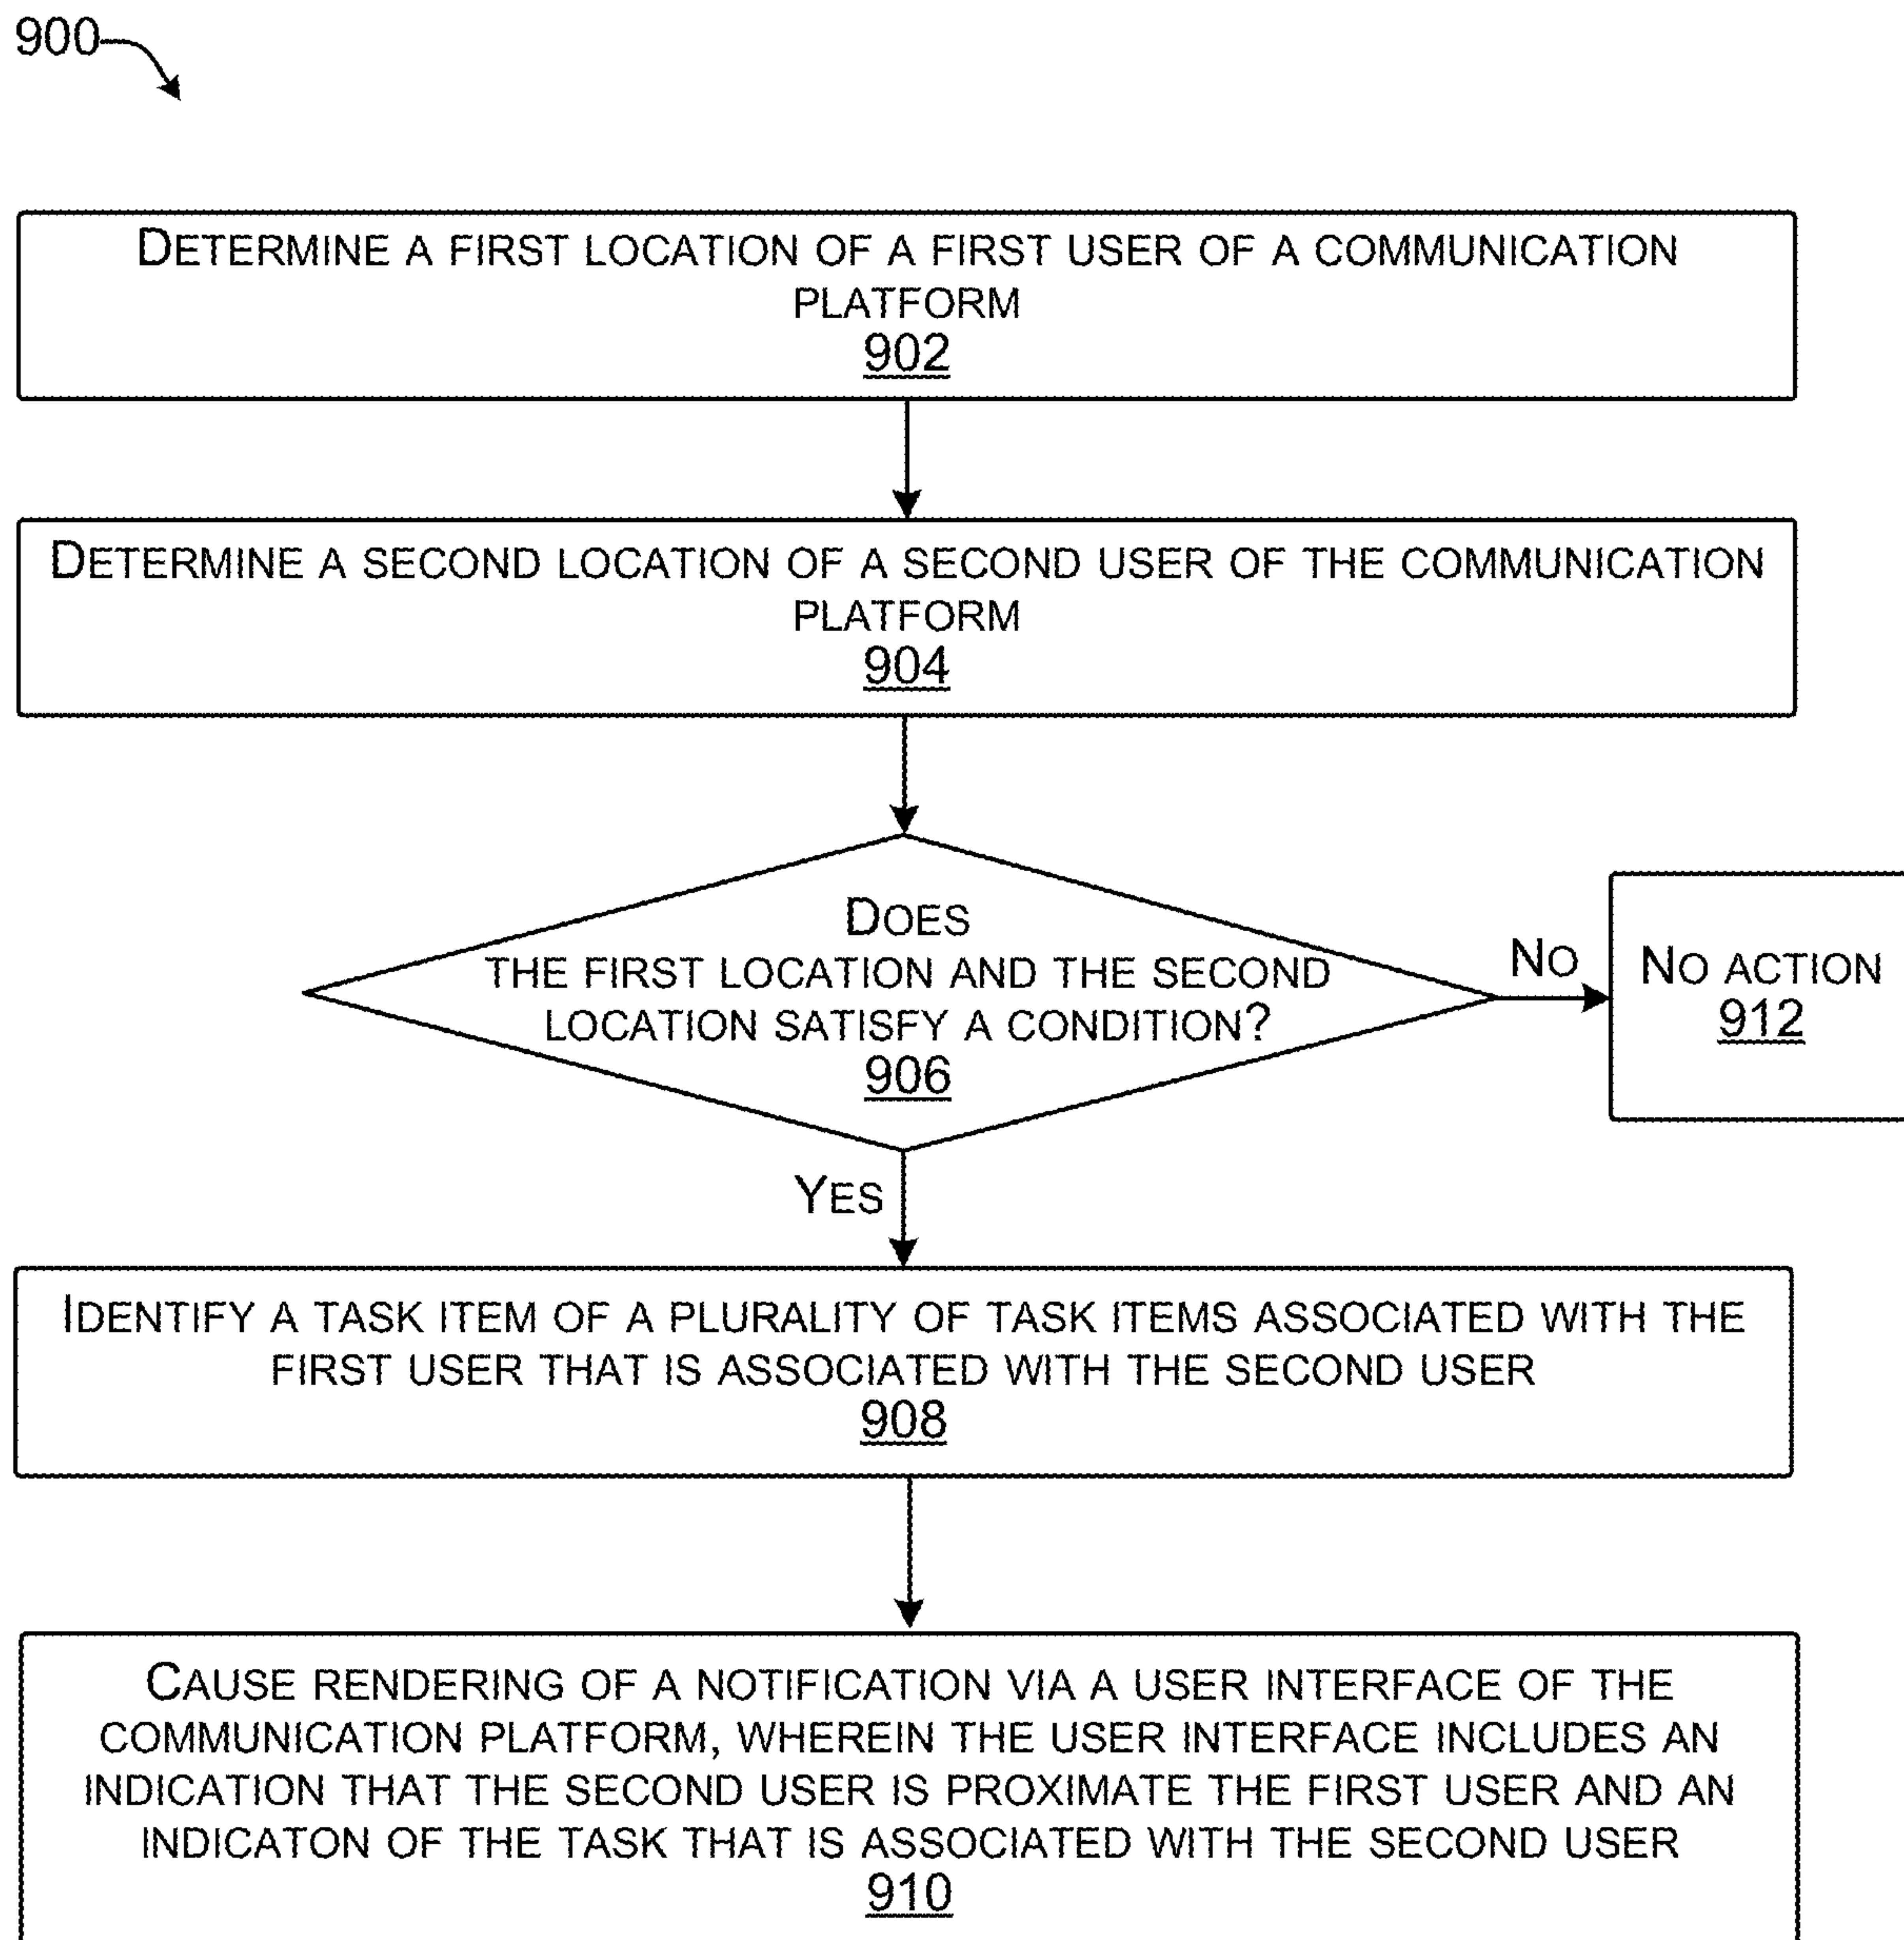 900
DETERMINE A FIRST LOCATION OF A FIRST USER OF A COMMUNICATION
PLATFORM
902
DETERMINE A SECOND LOCATION OF A SECOND USER OF THE COMMUNICATION
PLATFORM
904
DOES
THE FIRST LOCATION AND THE SECOND
LOCATION SATISFY A CONDITION?
906
NO
NO ACTION
912
YES
IDENTIFY A TASK ITEM OF A PLURALITY OF TASK ITEMS ASSOCIATED WITH THE
FIRST USER THAT IS ASSOCIATED WITH THE SECOND USER
908
CAUSE RENDERING OF A NOTIFICATION VIA A USER INTERFACE OF THE
COMMUNICATION PLATFORM, WHEREIN THE USER INTERFACE INCLUDES AN
INDICATION THAT THE SECOND USER IS PROXIMATE THE FIRST USER AND AN
INDICATON OF THE TASK THAT IS ASSOCIATED WITH THE SECOND USER
910